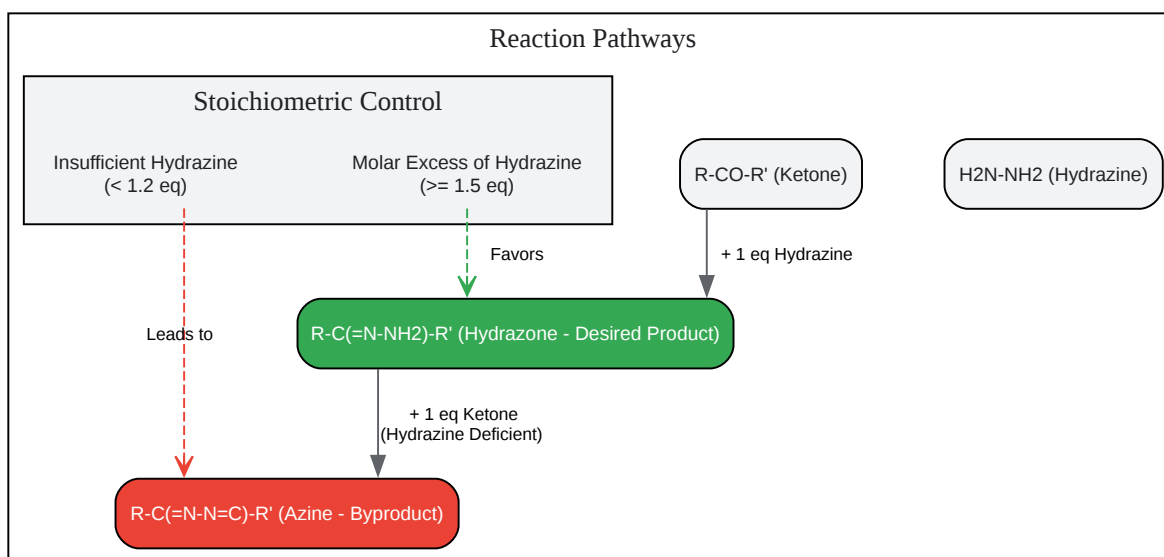 Reaction Pathways
Stoichiometric Control
Insufficient Hydrazine
(< 1.2 eq)
Molar Excess of Hydrazine
(>= 1.5 eq)
R-CO-R' (Ketone)
H2N-NH2 (Hydrazine)
Favors
+ 1 eq Hydrazine
Leads to
R-C(=N-NH2)-R' (Hydrazone - Desired Product)
+ 1 eq Ketone
(Hydrazine Deficient)
R-C(=N-N=C)-R' (Azine - Byproduct)